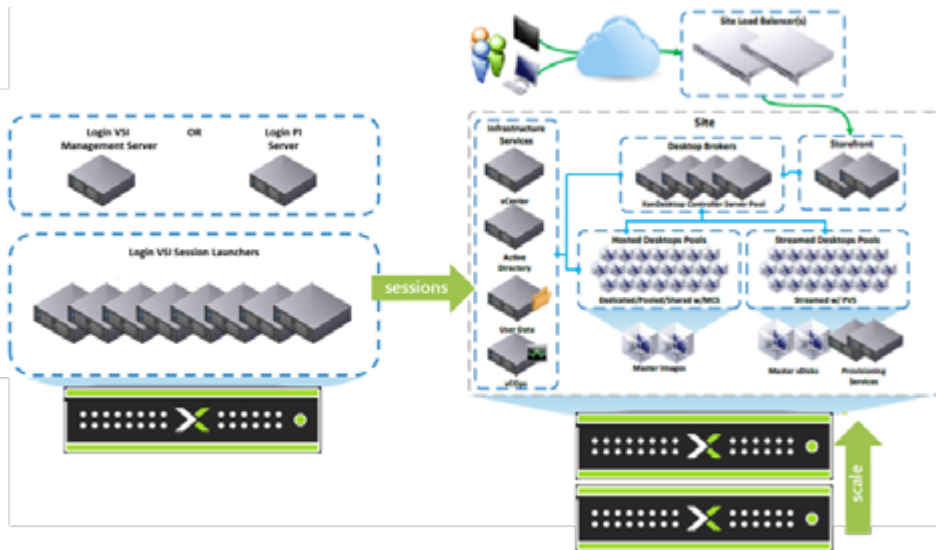 Site Load Balancer(s)
Login VSI
Management Server
OR
Login PI
Server
Login VSI Session Launchers
sessions
Site
Infrastructure
Services
vCenter
Active
Directory
User Data
vCOps
Desktop Brokers
XenDesktop Controller Server Pool
Storefront
Hosted Desktops Pools
Dedicated/Pooled/Shared w/MCS
Streamed Desktops Pools
Streamed w/ PVS
Master Images
Master vDisks
Provisioning
Services
scale